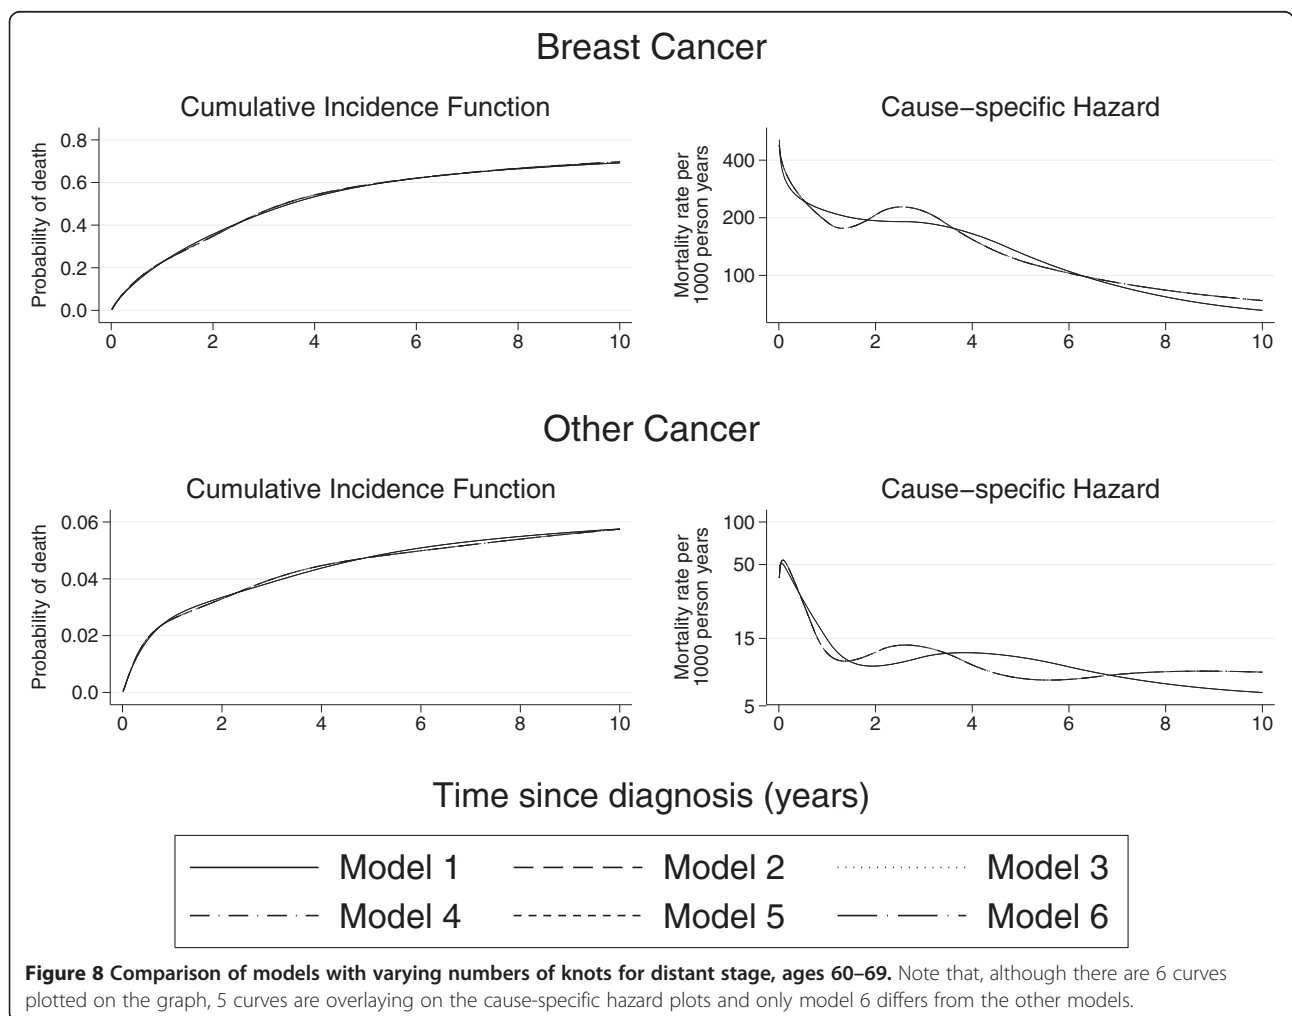 Breast Cancer
Cumulative Incidence Function
Probability of death
0.8
0.6
0.4
0.2
0.0
0 2 4 6 8 10
Cause−specific Hazard
Mortality rate per
1000 person years
400
200
100
0 2 4 6 8 10
Other Cancer
Cumulative Incidence Function
Probability of death
0.06
0.04
0.02
0.0
0 2 4 6 8 10
Cause−specific Hazard
Mortality rate per
1000 person years
100
50
15
5
0 2 4 6 8 10
Time since diagnosis (years)
Model 1 Model 2 Model 3
Model 4 Model 5 Model 6
Figure 8 Comparison of models with varying numbers of knots for distant stage, ages 60–69. Note that, although there are 6 curves
plotted on the graph, 5 curves are overlaying on the cause-specific hazard plots and only model 6 differs from the other models.